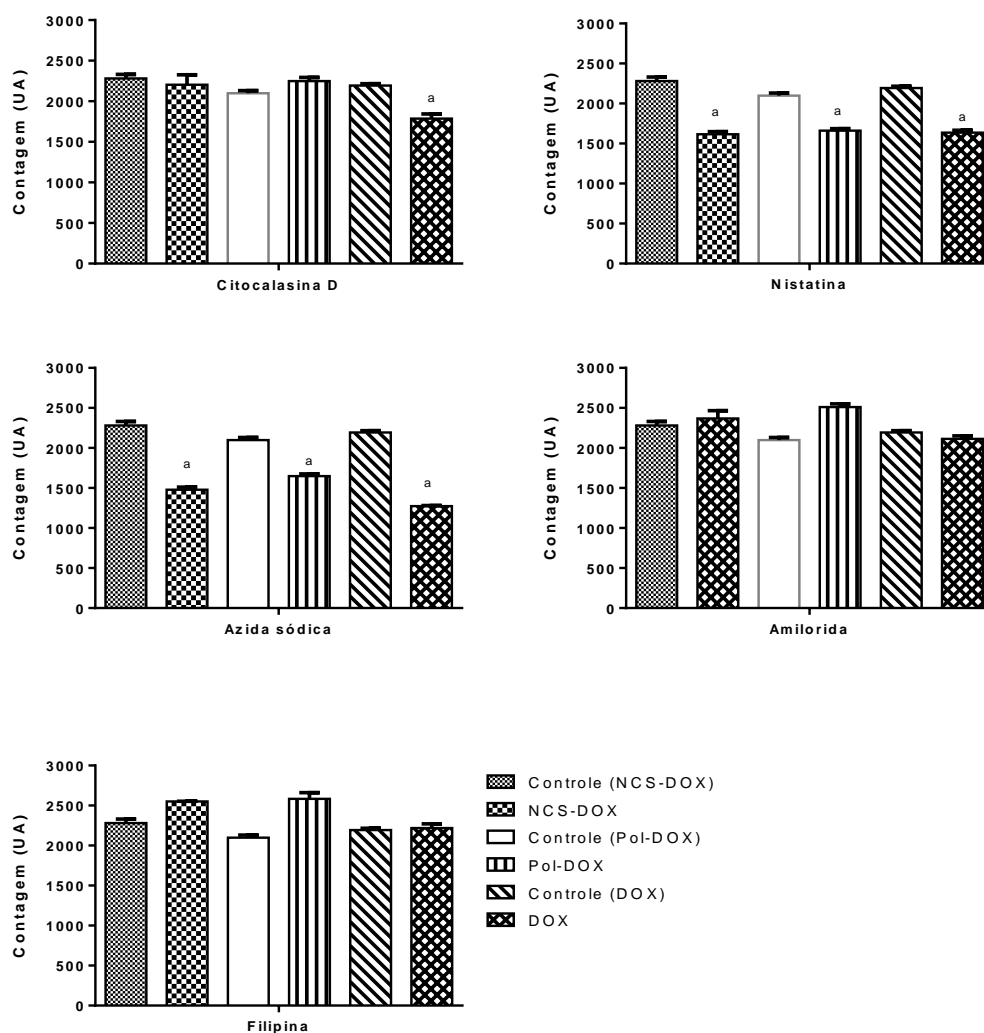 3000
2500
2000
1500
1000
500
0
Contagem (UA)
a
Citocalasina D
3000
2500
2000
1500
1000
500
0
Contagem (UA)
a a a
Nistatina
3000
2500
2000
1500
1000
500
0
Contagem (UA)
a a a
Azida sódica
3000
2500
2000
1500
1000
500
0
Contagem (UA)
Amilorida
3000
2500
2000
1500
1000
500
0
Contagem (UA)
Filipina
Controle (NCS-DOX)
NCS-DOX
Controle (Pol-DOX)
Pol-DOX
Controle (DOX)
DOX